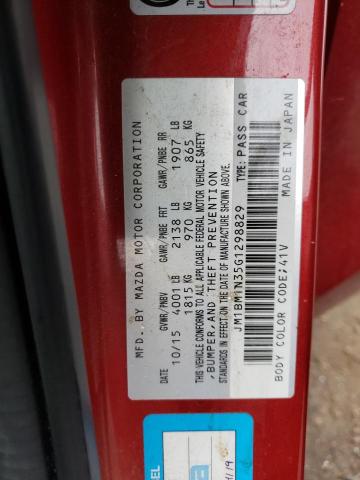 MFD.BY MAZDA MOTOR CORPORATION
DATE GVWR/PNBV GAWR/PNBE FRT GAWR/PNBE RR
10/15 4001 LB 2138 LB 1907 LB
1815 KG 970 KG 865 KG
THIS VEHICLE CONFORMS TO ALL APPLICABLE FEDERAL MOTOR VEHICLE SAFETY
,BUMPER,AND THEFT PREVENTION
STANDARDS IN EFFECT ON THE DATE OF MANUFACTURE SHOWN ABOVE.
JM1BM1N35G1298829 TYPE:PASS CAR
BODY COLOR CODE;41V MADE IN JAPAN